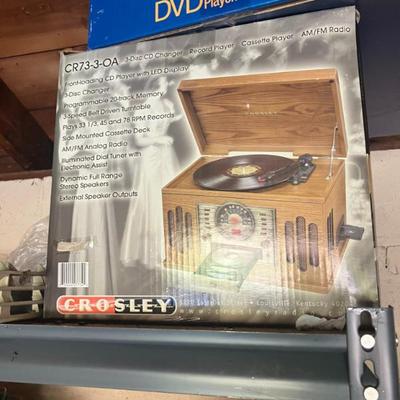 DVD Player
CR73-3-OA 3-Disc CD Changer Record Player Cassette Player AM/FM Radio
Front-loading CD Player with LED Display
3-Disc Changer
Programmable 20-track Memory
3-Speed Belt Driven Turntable
Plays 33 1/3, 45 and 78 RPM Records
Side Mounted Cassette Deck
AM/FM Analog Radio
Illuminated Dial Tuner with
Electronic Assist
Dynamic Full Range
Stereo Speakers
External Speaker Outputs
CROSLEY
CROSLEY
Louisville, Kentucky
www.crosleyradio